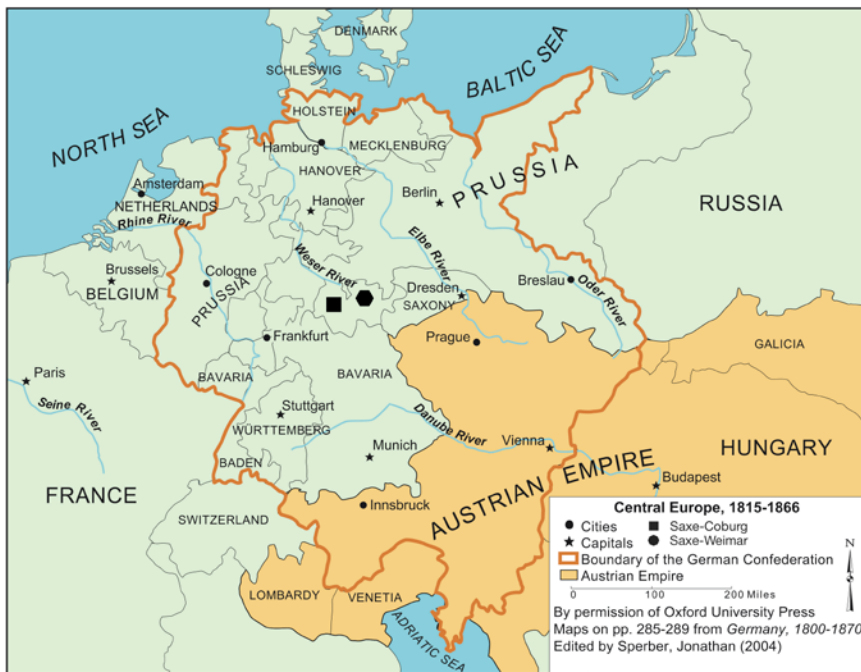 DENMARK
BALTIC SEA
SCHLESWIG
NORTH SEA
HOLSTEIN
Hamburg
MECKLENBURG
HANOVER
PRUSSIA
Amsterdam
Berlin
NETHERLANDS
Hanover
RUSSIA
Rhine River
Elbe River
Weser River
Brussels
Cologne
BELGIUM
PRUSSIA
Dresden
SAXONY
Breslau
Oder River
Frankfurt
Prague
GALICIA
Paris
BAVARIA
BAVARIA
Seine River
Stuttgart
WÜRTTEMBERG
Danube River
Vienna
HUNGARY
Munich
BADEN
Budapest
FRANCE
AUSTRIAN EMPIRE
Innsbruck
SWITZERLAND
LOMBARDY
VENETIA
ADRIATIC SEA
Central Europe, 1815-1866
Cities
Saxe-Coburg
Capitals
Saxe-Weimar
Boundary of the German Confederation
Austrian Empire
N
0 100 200 Miles
By permission of Oxford University Press
Maps on pp. 285-289 from Germany, 1800-1870
Edited by Sperber, Jonathan (2004)